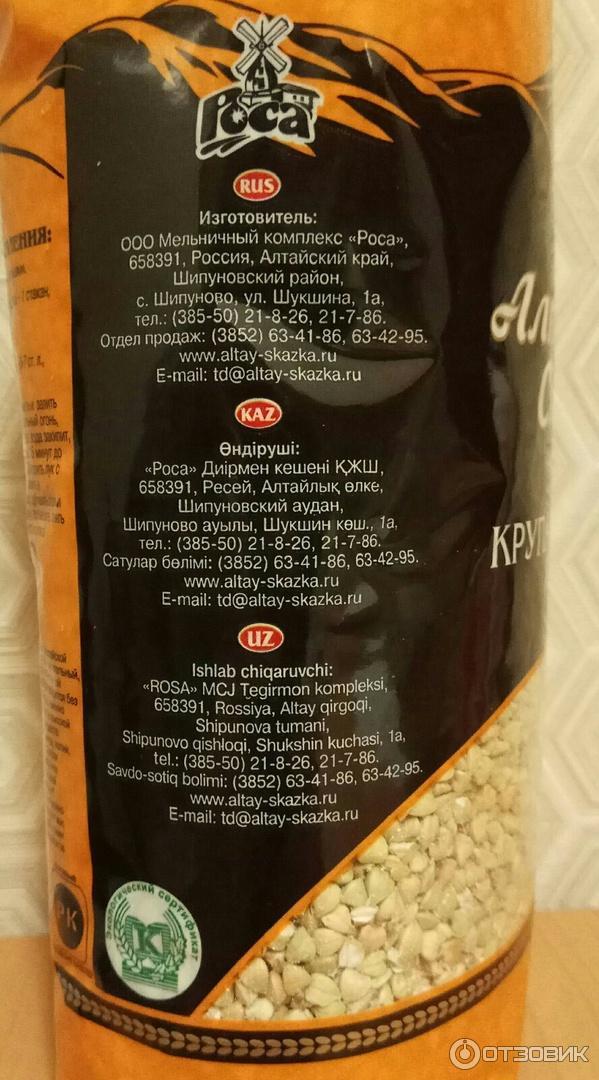 Роса
RUS
Изготовитель:
ООО Мельничный комплекс «Роса»,
658391, Россия, Алтайский край,
Шипуновский район,
с. Шипуново, ул. Шукшина, 1а,
тел.: (385-50) 21-8-26, 21-7-86.
Отдел продаж: (3852) 63-41-86, 63-42-95.
www.altay-skazka.ru
E-mail: td@altay-skazka.ru
KAZ
Өндіруші:
«Роса» Диірмен кешені ҚЖШ,
658391, Ресей, Алтайлық өлке,
Шипуновский аудан,
Шипуново ауылы, Шукшин көш., 1а,
тел.: (385-50) 21-8-26, 21-7-86.
Сатулар бөлімі: (3852) 63-41-86, 63-42-95.
www.altay-skazka.ru
E-mail: td@altay-skazka.ru
UZ
Ishlab chiqaruvchi:
«ROSA» MCJ Tegirmon kompleksi,
658391, Rossiya, Altay qirgoqi,
Shipunova tumani,
Shipunovo qishloqi, Shukshin kuchasi, 1a,
tel.: (385-50) 21-8-26, 21-7-86.
Savdo-sotiq bolimi: (3852) 63-41-86, 63-42-95.
www.altay-skazka.ru
E-mail: td@altay-skazka.ru
Экологический сертификат
РК
ОТЗОВИК